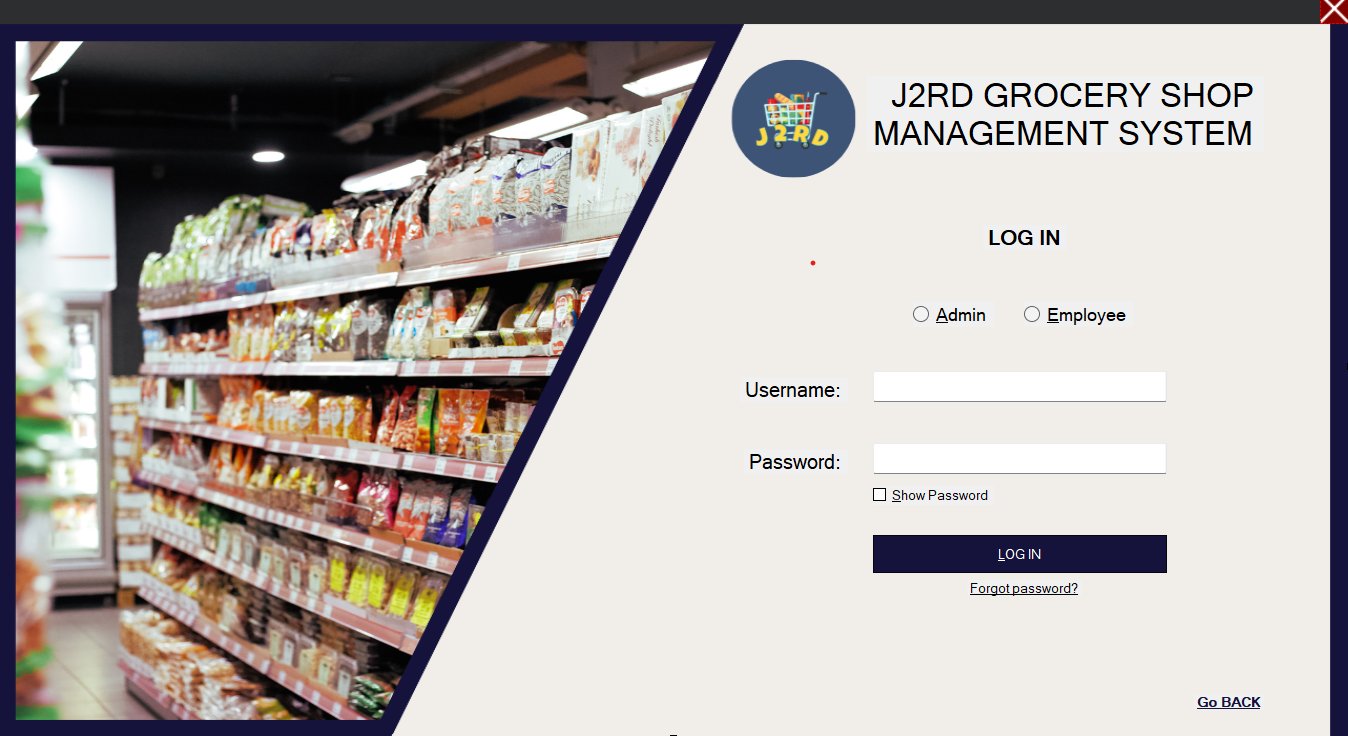 J2RD
J2RD GROCERY SHOP
MANAGEMENT SYSTEM
LOG IN
Admin
Employee
Username:
Password:
Show Password
LOG IN
Forgot password?
Go BACK